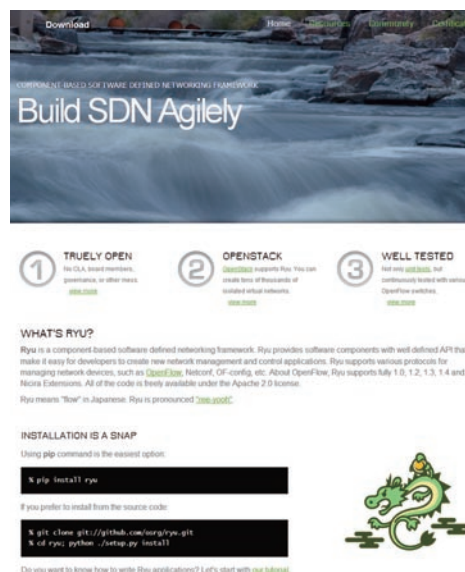 Download
Home Resources Community Certificat
COMPONENT-BASED SOFTWARE DEFINED NETWORKING FRAMEWORK
Build SDN Agilely
1
TRUELY OPEN
No CLA, board members,
governance, or other mess.
view more
2
OPENSTACK
OpenStack supports Ryu. You can
create tens of thousands of
isolated virtual networks.
view more
3
WELL TESTED
Not only unit tests, but
continuously tested with variou
OpenFlow switches.
view more
WHAT'S RYU?
Ryu is a component-based software defined networking framework. Ryu provides software components with well defined API tha
make it easy for developers to create new network management and control applications. Ryu supports various protocols for
managing network devices, such as OpenFlow, Netconf, OF-config, etc. About OpenFlow, Ryu supports fully 1.0, 1.2, 1.3, 1.4 and
Nicira Extensions. All of the code is freely available under the Apache 2.0 license.
Ryu means "flow" in Japanese. Ryu is pronounced "ree-yooh".
INSTALLATION IS A SNAP
Using pip command is the easiest option:
% pip install ryu
If you prefer to install from the source code:
% git clone git://github.com/osrg/ryu.git
% cd ryu; python ./setup.py install
Do you want to know how to write Ryu applications? Let's start with our tutorial.